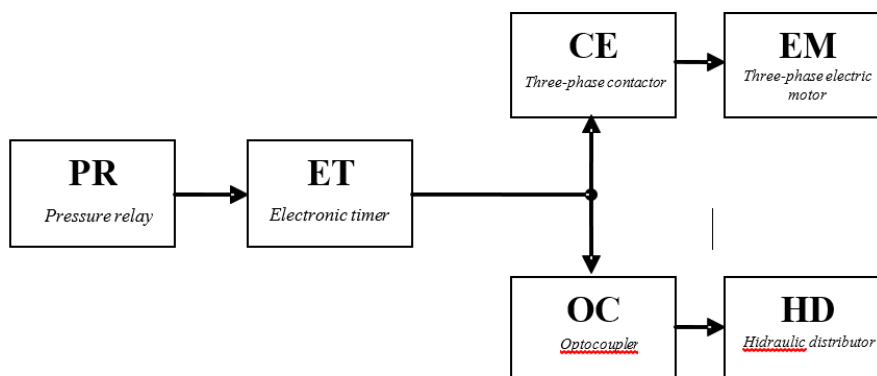 CE
Three-phase contactor
EM
Three-phase electric
motor
PR
Pressure relay
ET
Electronic timer
OC
Optocoupler
HD
Hidraulic distributor